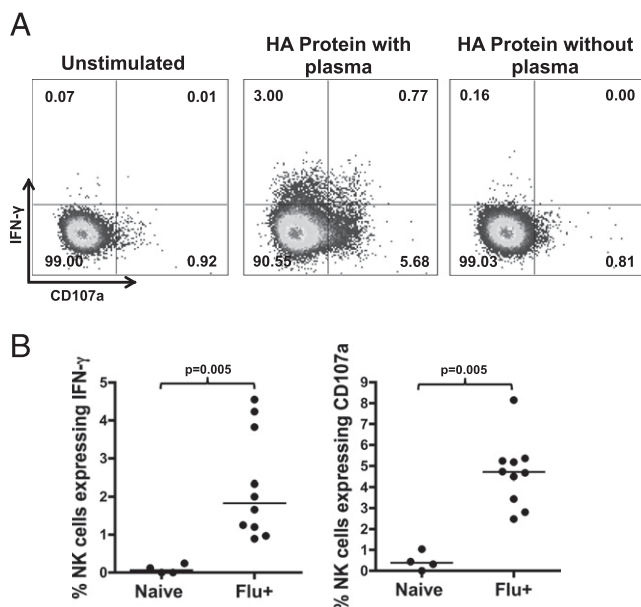 A
Unstimulated
HA Protein with
plasma
HA Protein without
plasma
0.07 0.01
3.00 0.77
0.16 0.00
99.00 0.92
90.55 5.68
99.03 0.81
IFN-γ
CD107a
B
% NK cells expressing IFN-γ
p=0.005
5
4
3
2
1
0
Naive Flu+
% NK cells expressing CD107a
p=0.005
9
8
7
6
5
4
3
2
1
0
Naive Flu+